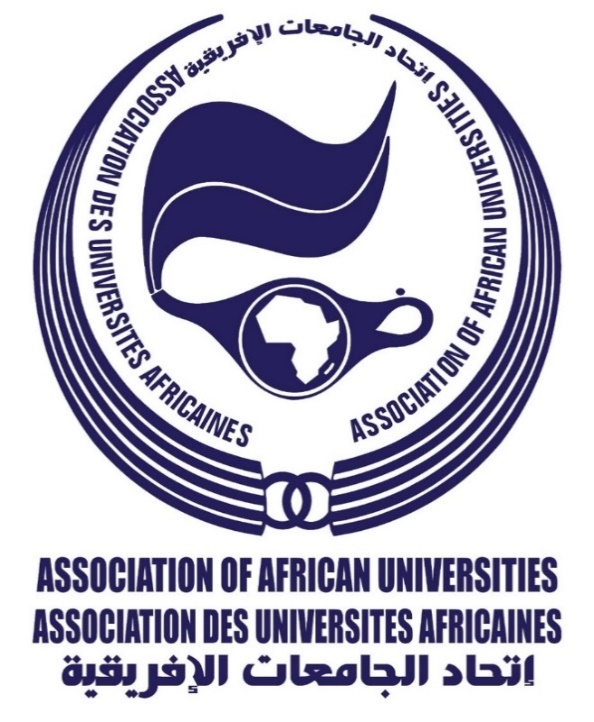 ASSOCIATION DES UNIVERSITES AFRICAINES
اتحاد الجامعات الإفريقية
ASSOCIATION OF AFRICAN UNIVERSITIES
ASSOCIATION OF AFRICAN UNIVERSITIES
ASSOCIATION DES UNIVERSITES AFRICAINES
إتحاد الجامعات الإفريقية